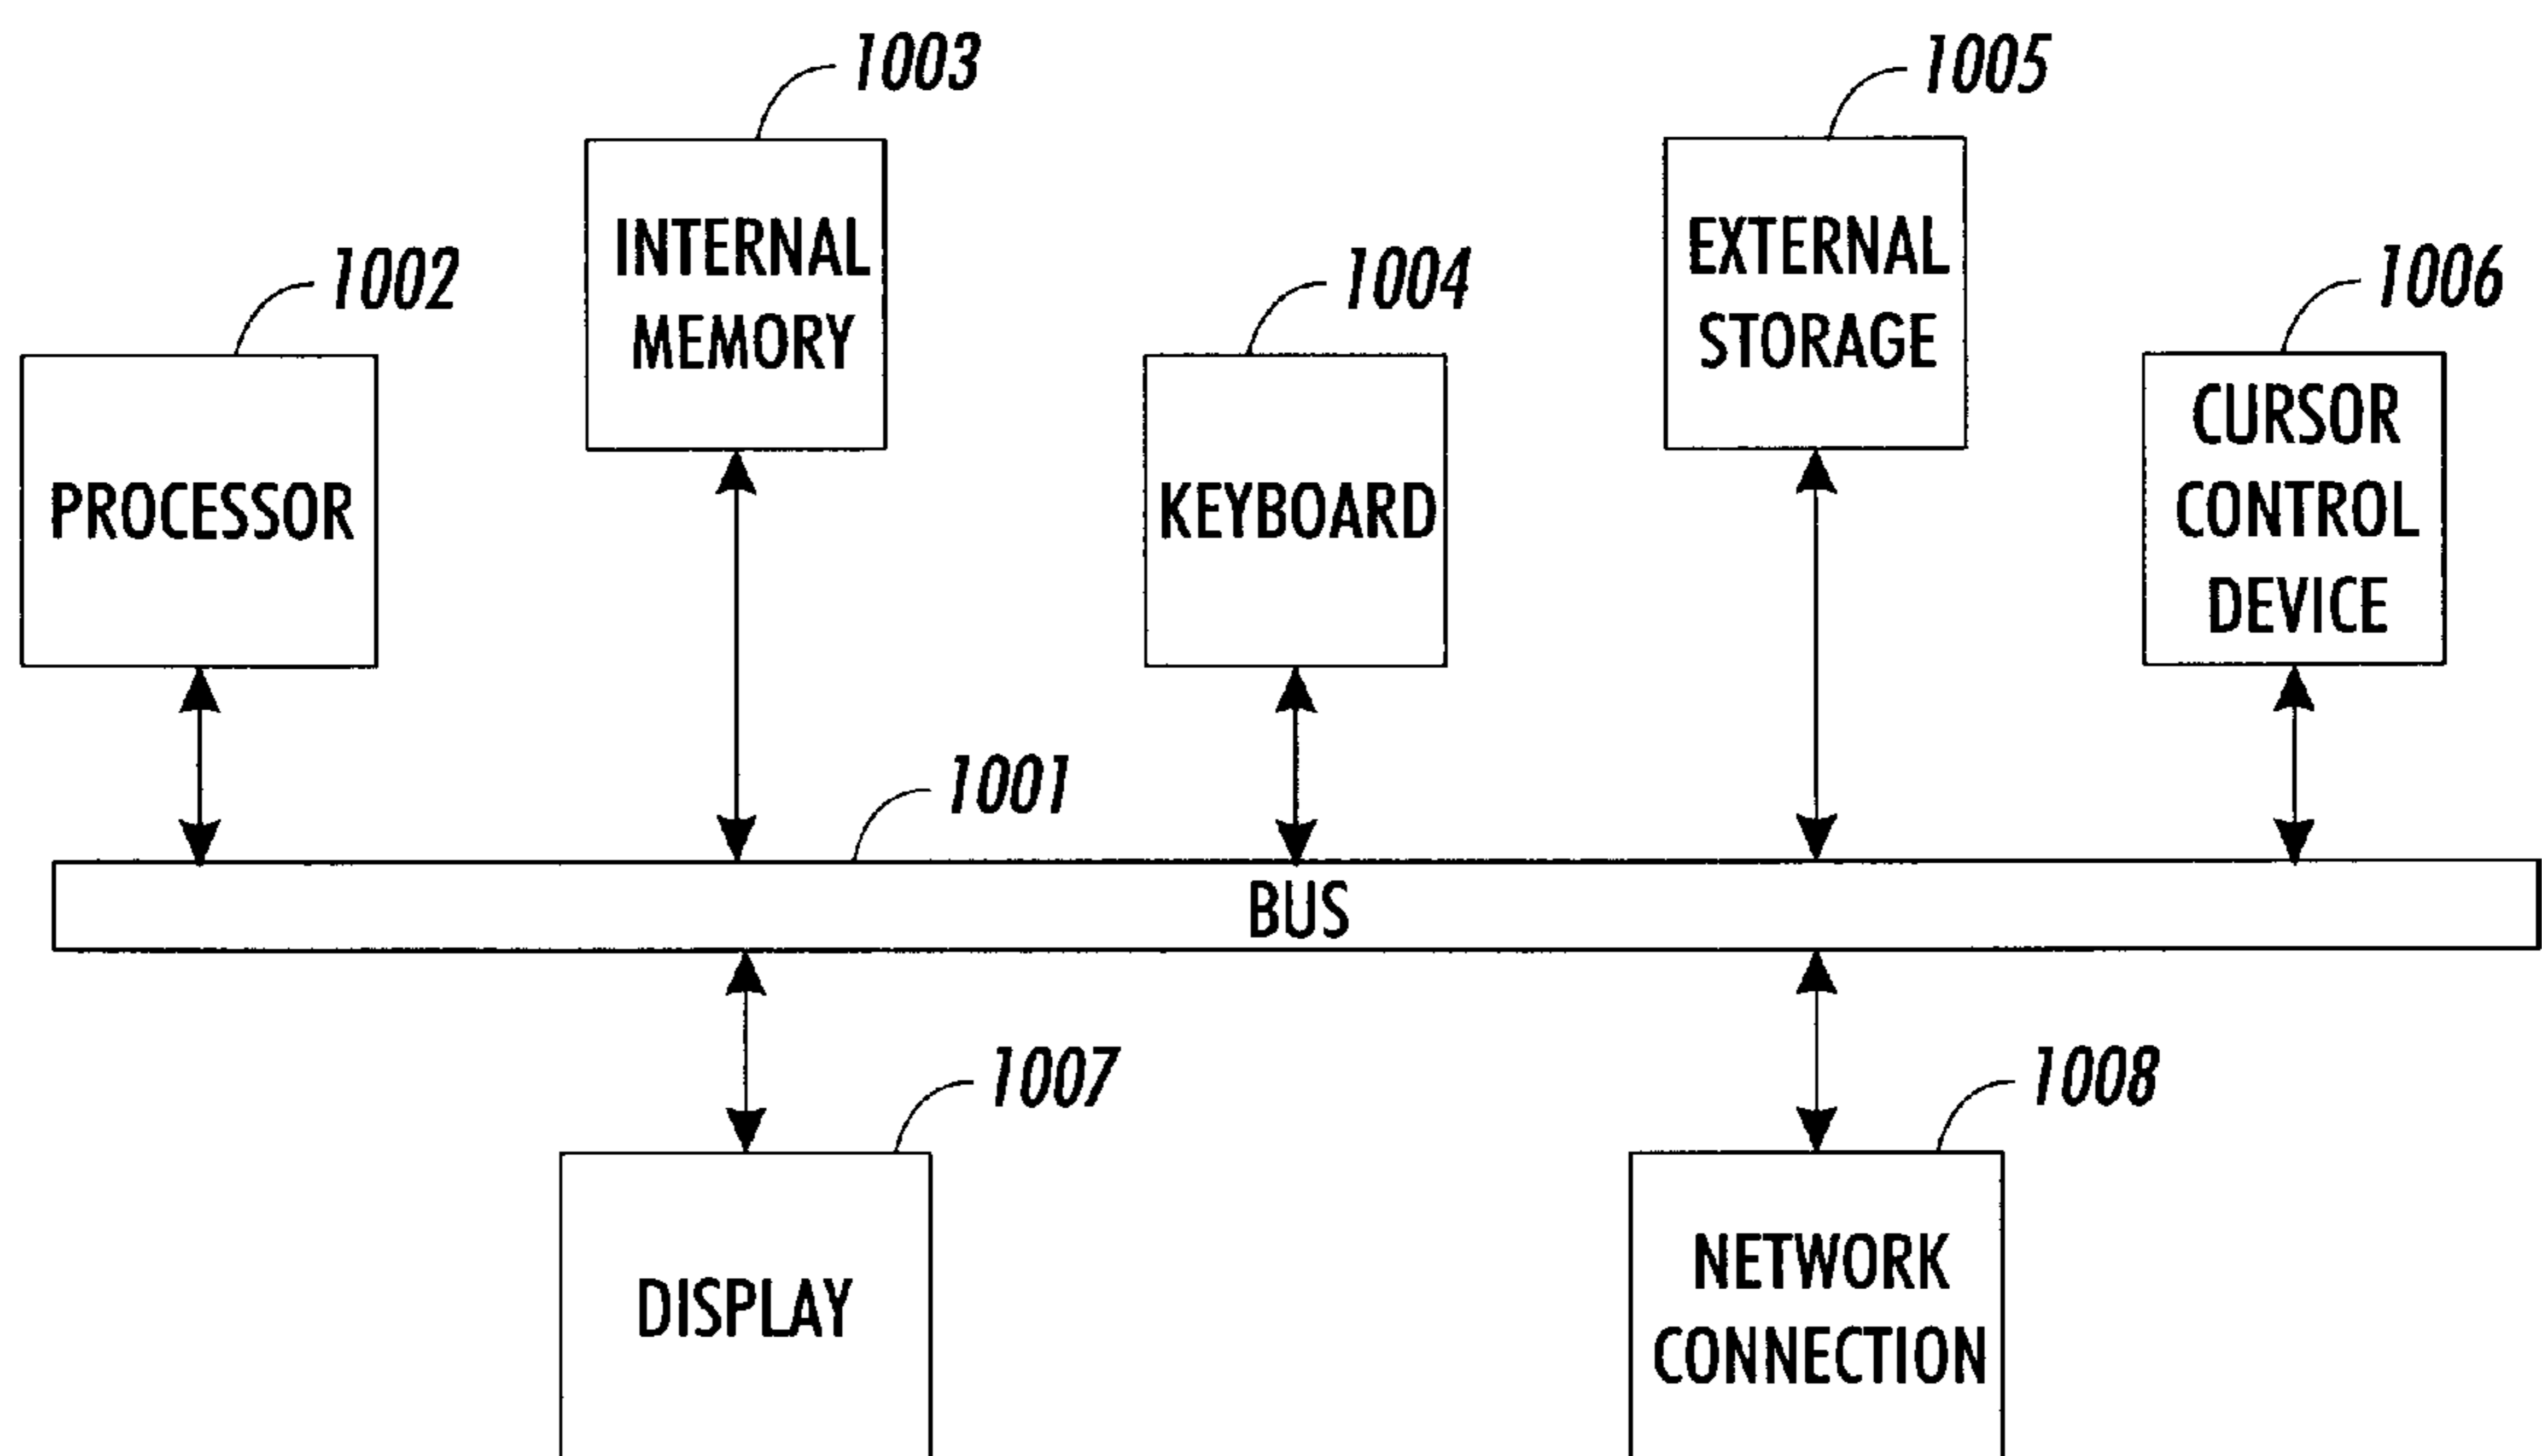 1003
1005
INTERNAL
MEMORY
EXTERNAL
STORAGE
1002
1004
1006
PROCESSOR
KEYBOARD
CURSOR
CONTROL
DEVICE
1001
BUS
1007
1008
DISPLAY
NETWORK
CONNECTION